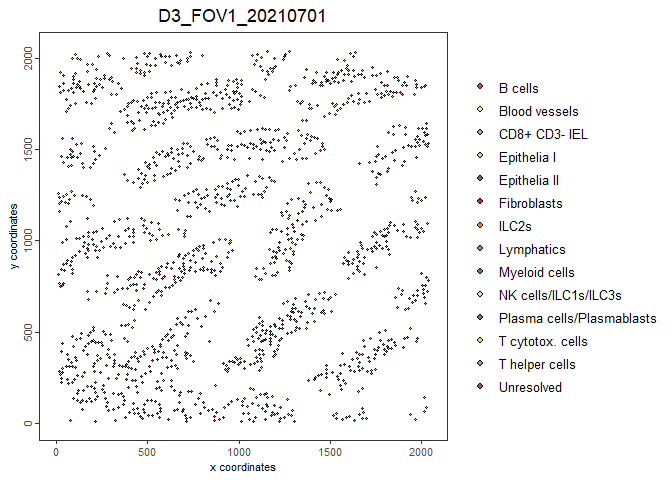 D3_FOV1_20210701
2000
1500
1000
500
0
y coordinates
0
500
1000
1500
2000
x coordinates
B cells
Blood vessels
CD8+ CD3- IEL
Epithelia I
Epithelia II
Fibroblasts
ILC2s
Lymphatics
Myeloid cells
NK cells/ILC1s/ILC3s
Plasma cells/Plasmablasts
T cytotox. cells
T helper cells
Unresolved